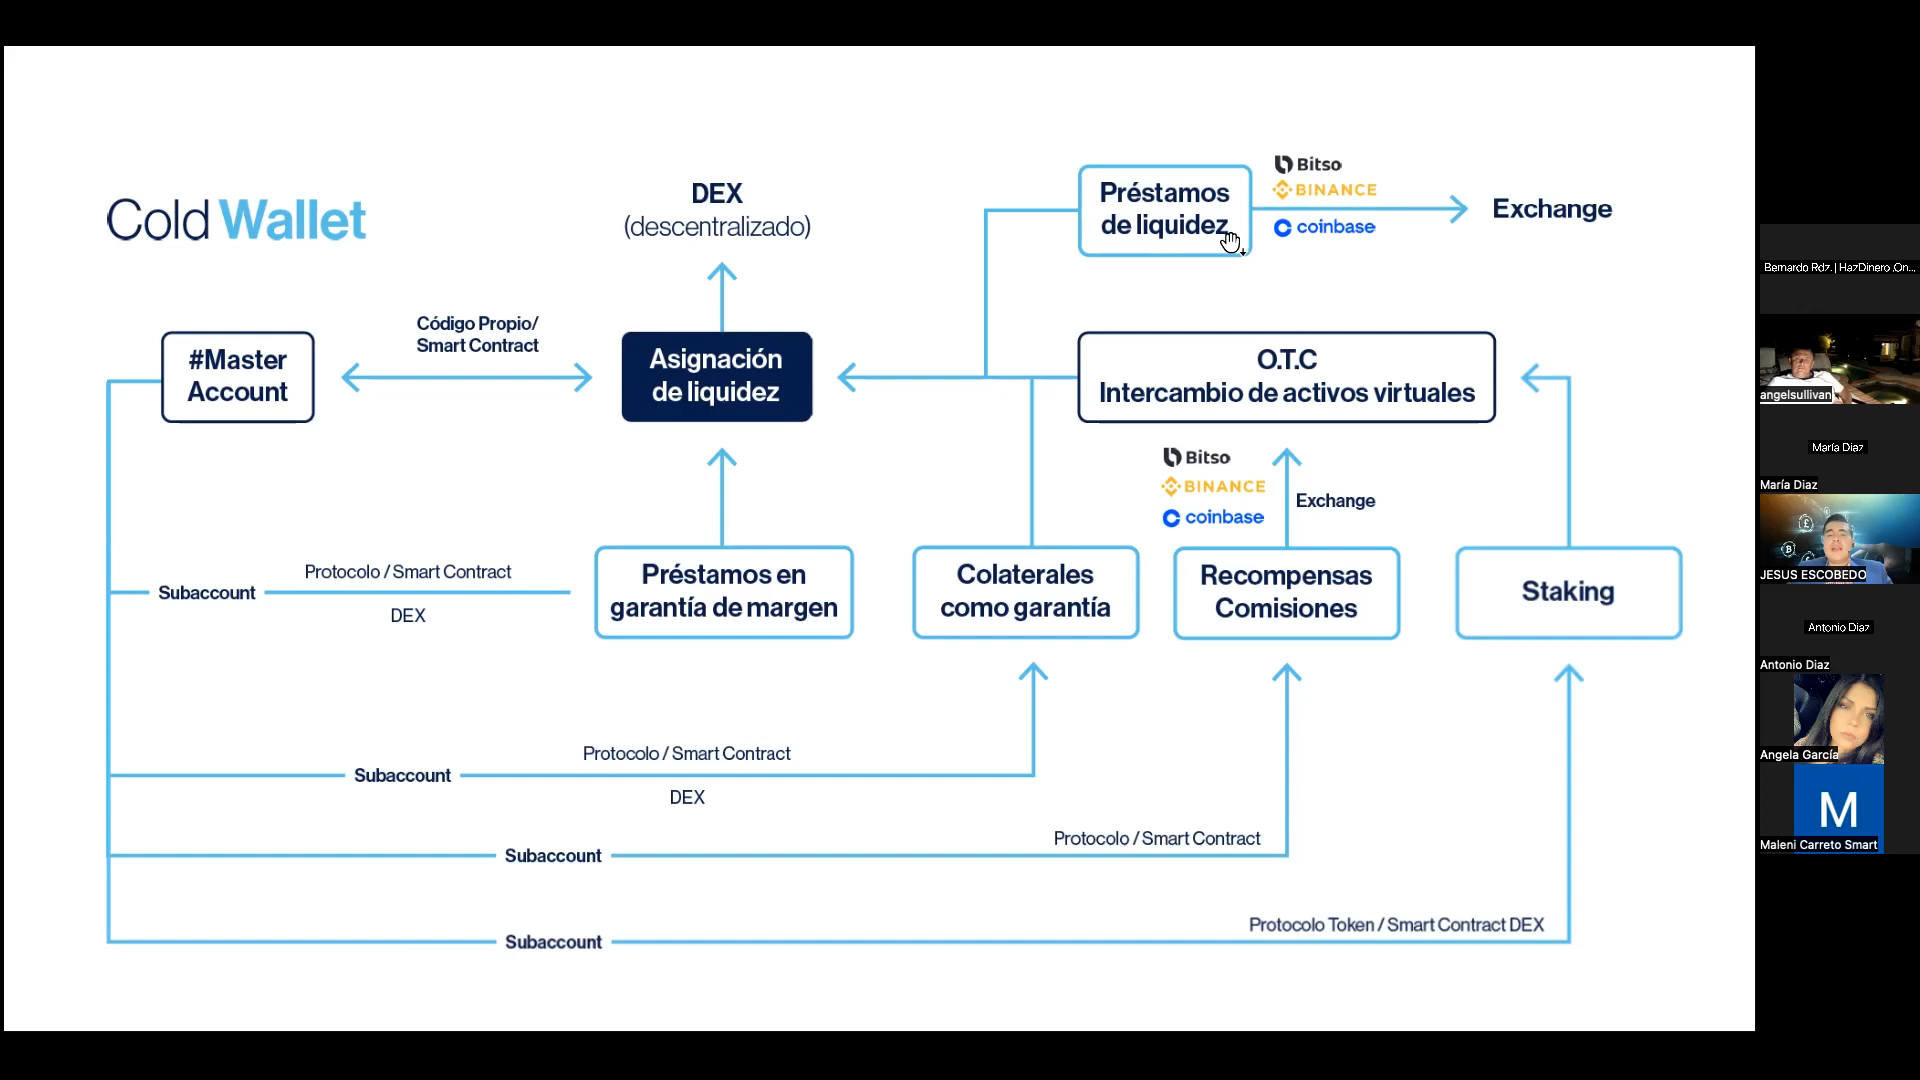 Cold Wallet
DEX
(descentralizado)
Préstamos
de liquidez
Bitso
BINANCE
coinbase
Exchange
#Master
Account
Código Propio/
Smart Contract
Asignación
de liquidez
O.T.C
Intercambio de activos virtuales
Bitso
BINANCE
coinbase
Exchange
Subaccount
Protocolo / Smart Contract
DEX
Préstamos en
garantía de margen
Colaterales
como garantía
Recompensas
Comisiones
Staking
Subaccount
Protocolo / Smart Contract
DEX
Subaccount
Protocolo / Smart Contract
Subaccount
Protocolo Token / Smart Contract DEX
Bernardo Rdz. | HazDinero .On...
angelsullivan
María Diaz
María Diaz
JESUS ESCOBEDO
Antonio Diaz
Antonio Diaz
Angela García
M
Maleni Carreto Smart